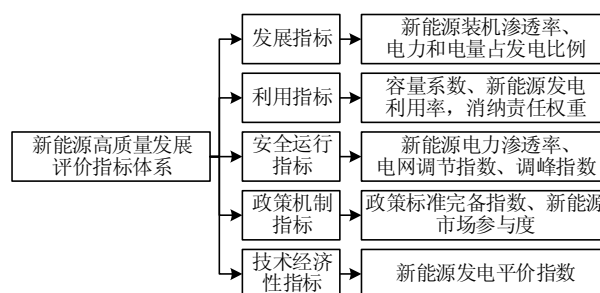 新能源高质量发展
评价指标体系
发展指标
新能源装机渗透率、
电力和电量占发电比例
利用指标
容量系数、新能源发电
利用率，消纳责任权重
安全运行
指标
新能源电力渗透率、
电网调节指数、调峰指数
政策机制
指标
政策标准完备指数、新能源
市场参与度
技术经济
性指标
新能源发电平价指数